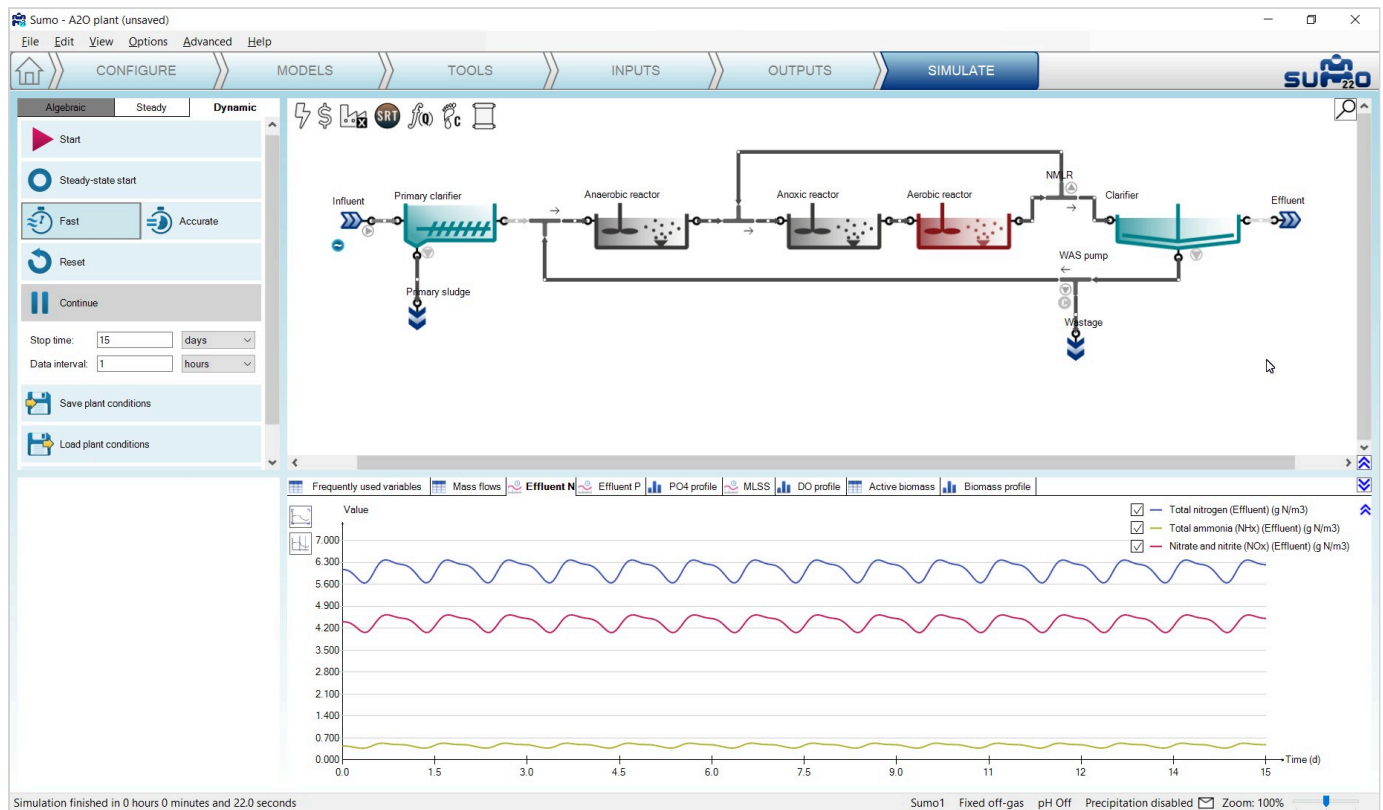 Sumo - A2O plant (unsaved)
File Edit View Options Advanced Help
CONFIGURE MODELS TOOLS INPUTS OUTPUTS SIMULATE
SUMO 22
Algebraic Steady Dynamic
Start
Steady-state start
Fast Accurate
Reset
Continue
Stop time: 15 days
Data interval: 1 hours
Save plant conditions
Load plant conditions
$ X SRT f(Q) C
Influent
Primary clarifier
Primary sludge
Anaerobic reactor
Anoxic reactor
Aerobic reactor
NMLR
Clarifier
Effluent
WAS pump
C
Wastage
Frequently used variables Mass flows Effluent N Effluent P PO4 profile MLSS DO profile Active biomass Biomass profile
Value
Total nitrogen (Effluent) (g N/m3)
Total ammonia (NHx) (Effluent) (g N/m3)
Nitrate and nitrite (NOx) (Effluent) (g N/m3)
7.000
6.300
5.600
4.900
4.200
3.500
2.800
2.100
1.400
0.700
0.000
0.0 1.5 3.0 4.5 6.0 7.5 9.0 11 12 14 15
Time (d)
Simulation finished in 0 hours 0 minutes and 22.0 seconds
Sumo1 Fixed off-gas pH Off Precipitation disabled Zoom: 100%